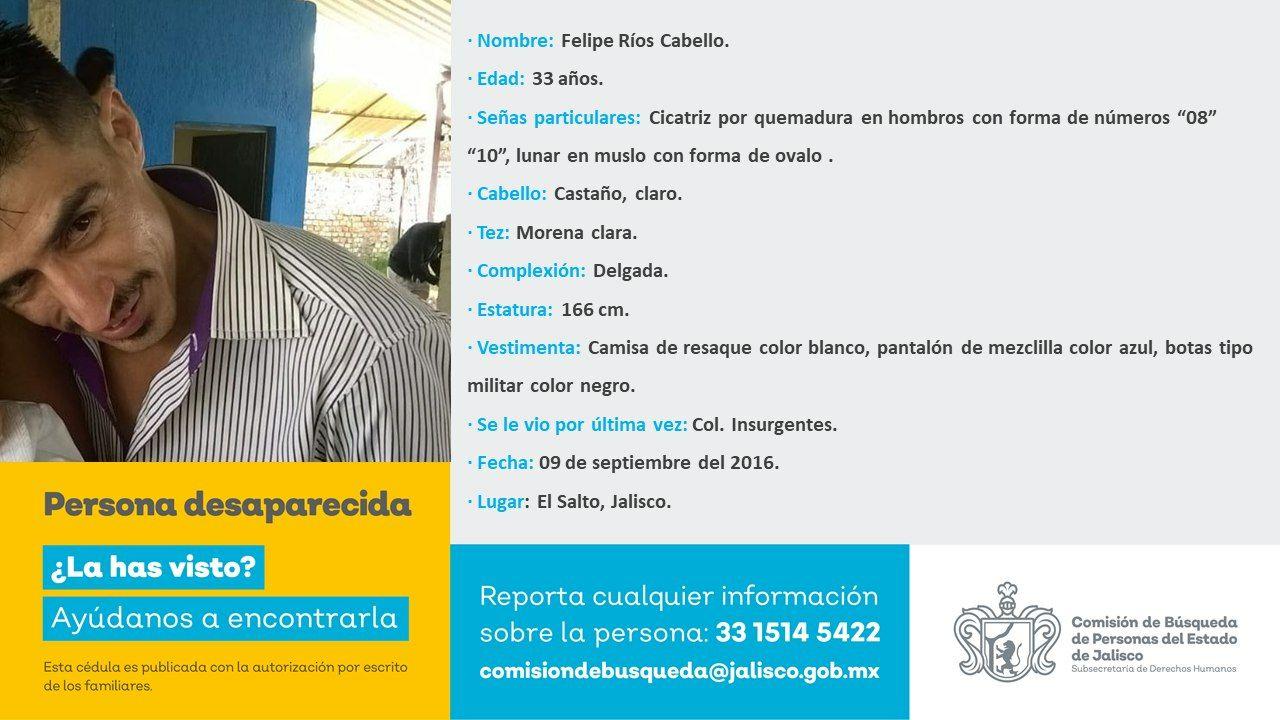 · Nombre: Felipe Ríos Cabello.
· Edad: 33 años.
· Señas particulares: Cicatriz por quemadura en hombros con forma de números “08”
“10”, lunar en muslo con forma de ovalo .
· Cabello: Castaño, claro.
· Tez: Morena clara.
· Complexión: Delgada.
· Estatura: 166 cm.
· Vestimenta: Camisa de resaque color blanco, pantalón de mezclilla color azul, botas tipo
militar color negro.
· Se le vio por última vez: Col. Insurgentes.
· Fecha: 09 de septiembre del 2016.
· Lugar: El Salto, Jalisco.
Persona desaparecida
¿La has visto?
Ayúdanos a encontrarla
Esta cédula es publicada con la autorización por escrito
de los familiares.
Reporta cualquier información
sobre la persona: 33 1514 5422
comisiondebusqueda@jalisco.gob.mx
Comisión de Búsqueda
de Personas del Estado
de Jalisco
Subsecretaría de Derechos Humanos